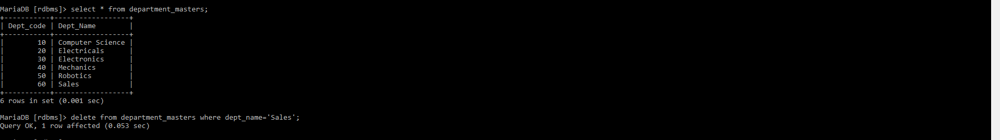 MariaDB [rdbms]> select * from department_masters;
+-----------+------------------+
| Dept_code | Dept_Name        |
+-----------+------------------+
|        10 | Computer Science |
|        20 | Electricals      |
|        30 | Electronics      |
|        40 | Mechanics        |
|        50 | Robotics         |
|        60 | Sales            |
+-----------+------------------+
6 rows in set (0.001 sec)
MariaDB [rdbms]> delete from department_masters where dept_name='Sales';
Query OK, 1 row affected (0.053 sec)